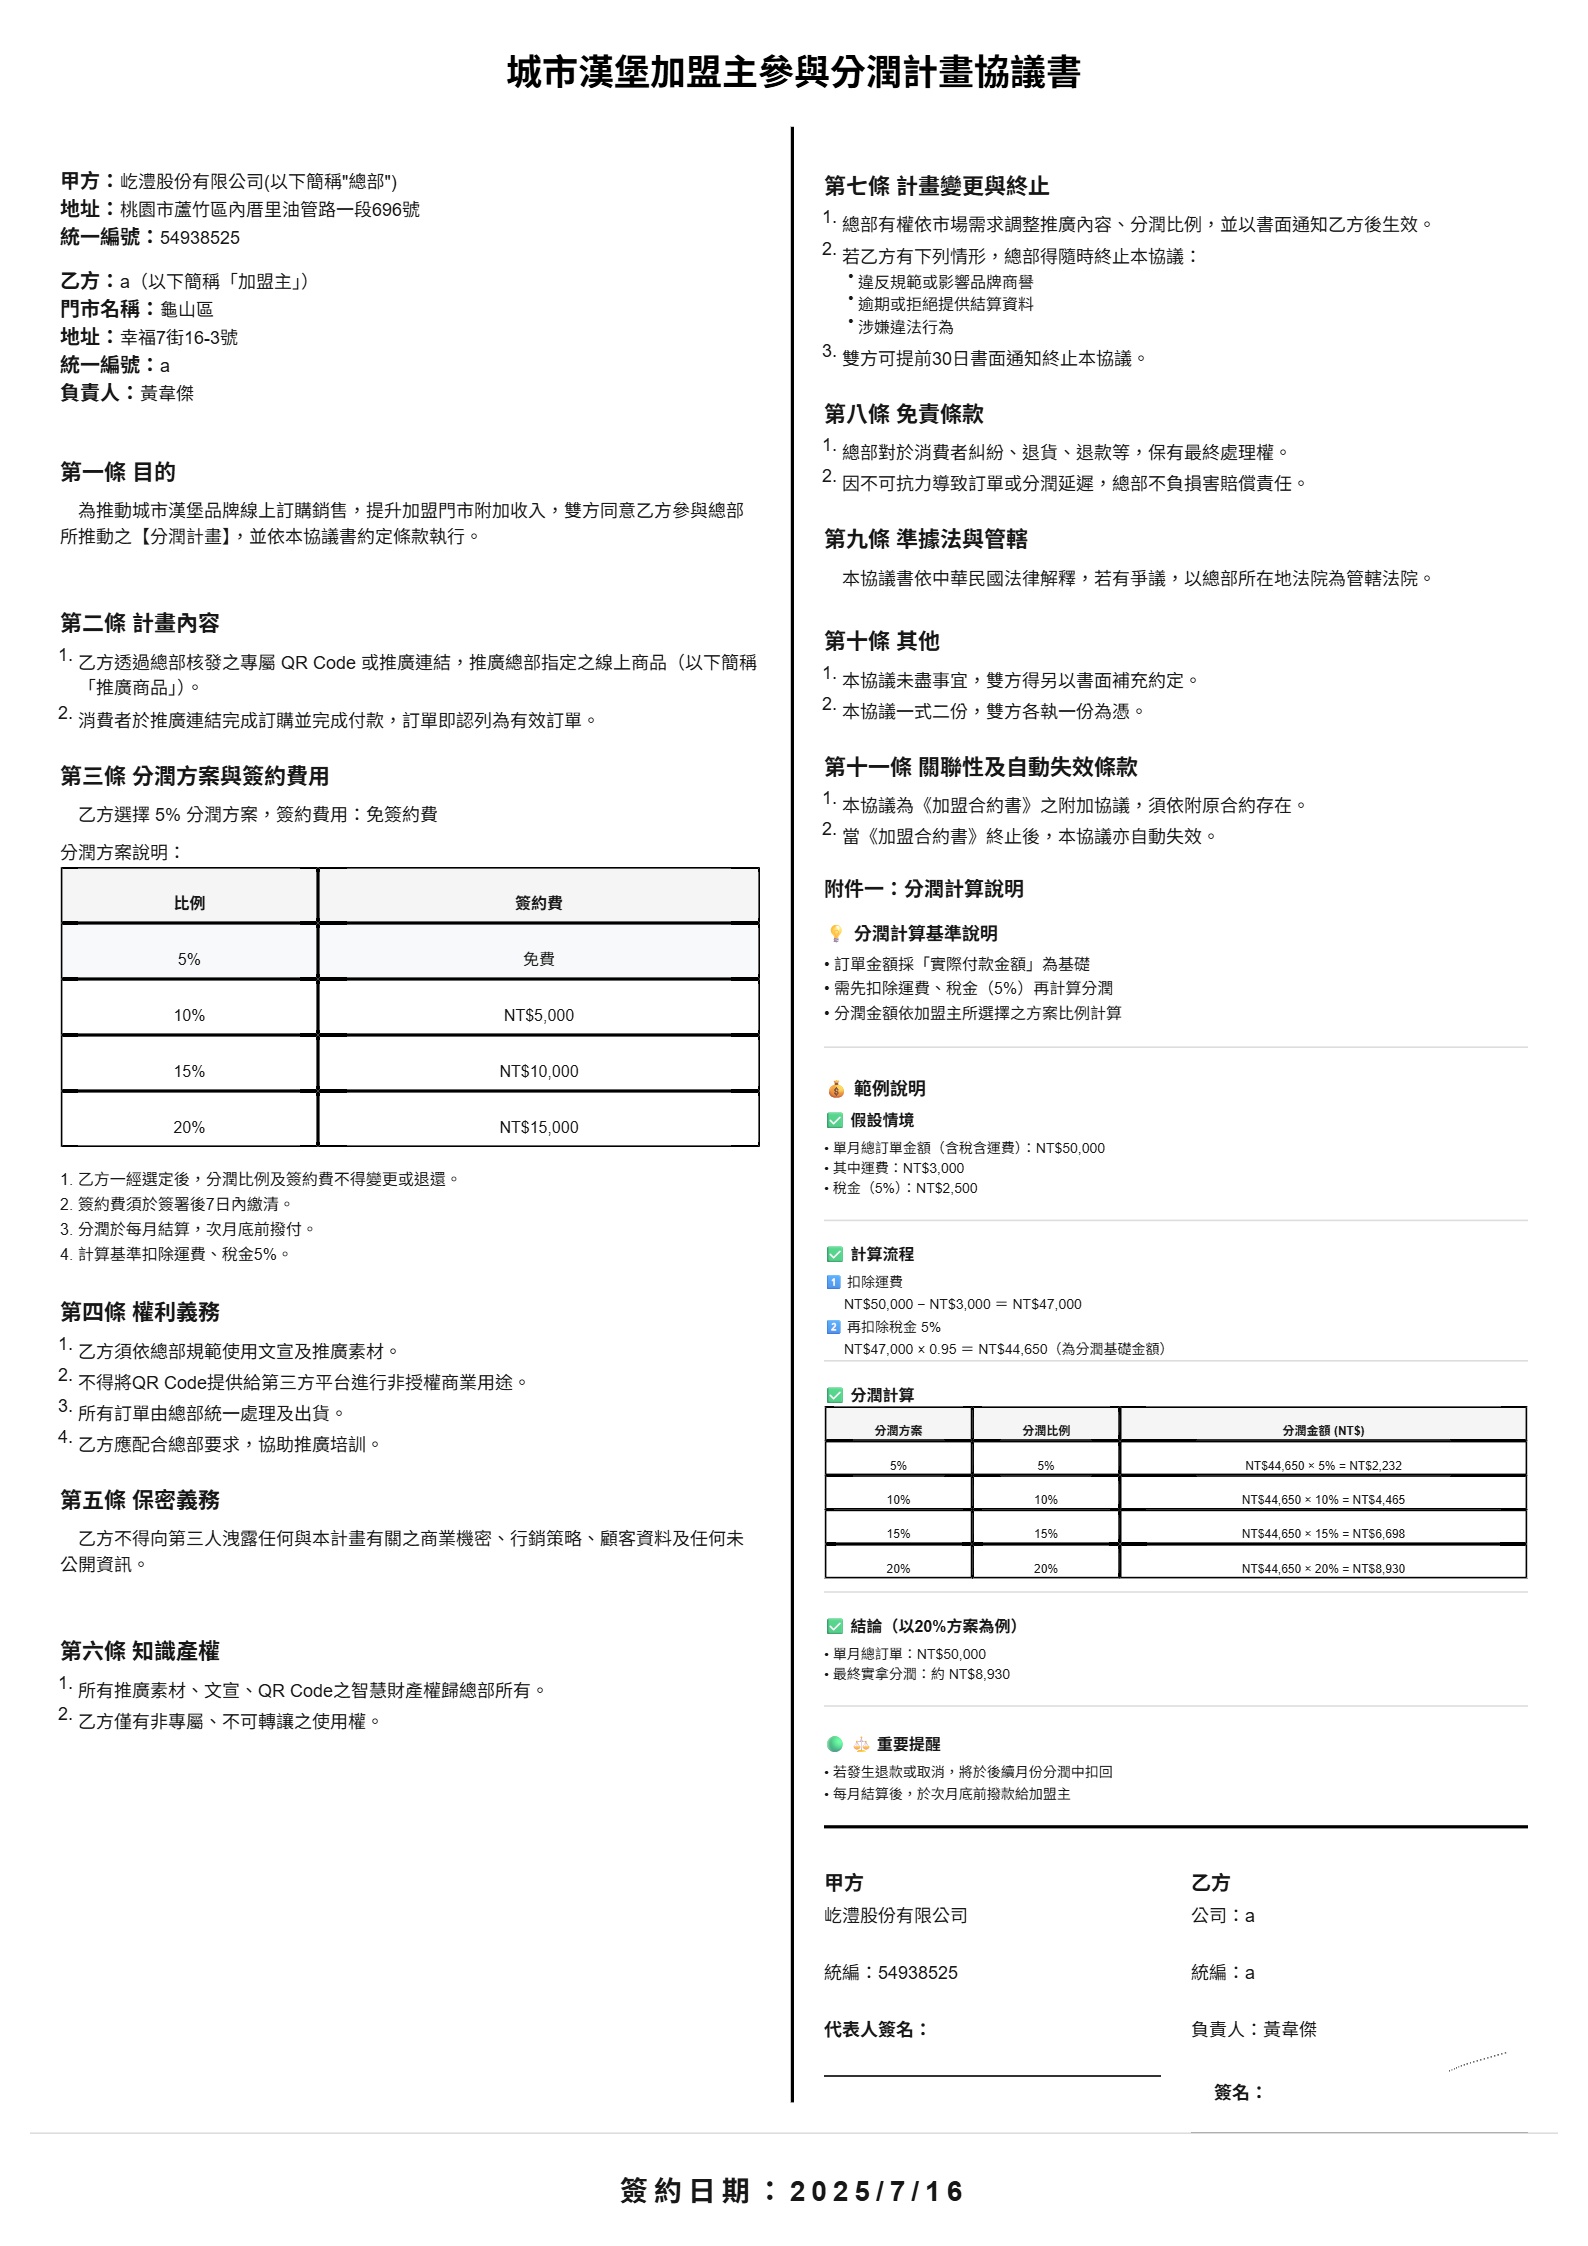 城市漢堡加盟主參與分潤計畫協議書
甲方：屹澧股份有限公司(以下簡稱"總部")
地址：桃園市蘆竹區內厝里油管路一段696號
統一編號：54938525
乙方：a（以下簡稱「加盟主」）
門市名稱：龜山區
地址：幸福7街16-3號
統一編號：a
負責人：黃韋傑
第一條 目的
為推動城市漢堡品牌線上訂購銷售，提升加盟門市附加收入，雙方同意乙方參與總部
所推動之【分潤計畫】，並依本協議書約定條款執行。
第二條 計畫內容
1. 乙方透過總部核發之專屬 QR Code 或推廣連結，推廣總部指定之線上商品（以下簡稱
「推廣商品」）。
2. 消費者於推廣連結完成訂購並完成付款，訂單即認列為有效訂單。
第三條 分潤方案與簽約費用
乙方選擇 5% 分潤方案，簽約費用：免簽約費
分潤方案說明：
比例 簽約費
5% 免費
10% NT$5,000
15% NT$10,000
20% NT$15,000
1. 乙方一經選定後，分潤比例及簽約費不得變更或退還。
2. 簽約費須於簽署後7日內繳清。
3. 分潤於每月結算，次月底前撥付。
4. 計算基準扣除運費、稅金5%。
第四條 權利義務
1. 乙方須依總部規範使用文宣及推廣素材。
2. 不得將QR Code提供給第三方平台進行非授權商業用途。
3. 所有訂單由總部統一處理及出貨。
4. 乙方應配合總部要求，協助推廣培訓。
第五條 保密義務
乙方不得向第三人洩露任何與本計畫有關之商業機密、行銷策略、顧客資料及任何未
公開資訊。
第六條 知識產權
1. 所有推廣素材、文宣、QR Code之智慧財產權歸總部所有。
2. 乙方僅有非專屬、不可轉讓之使用權。
第七條 計畫變更與終止
1. 總部有權依市場需求調整推廣內容、分潤比例，並以書面通知乙方後生效。
2. 若乙方有下列情形，總部得隨時終止本協議：
• 違反規範或影響品牌商譽
• 逾期或拒絕提供結算資料
• 涉嫌違法行為
3. 雙方可提前30日書面通知終止本協議。
第八條 免責條款
1. 總部對於消費者糾紛、退貨、退款等，保有最終處理權。
2. 因不可抗力導致訂單或分潤延遲，總部不負損害賠償責任。
第九條 準據法與管轄
本協議書依中華民國法律解釋，若有爭議，以總部所在地法院為管轄法院。
第十條 其他
1. 本協議未盡事宜，雙方得另以書面補充約定。
2. 本協議一式二份，雙方各執一份為憑。
第十一條 關聯性及自動失效條款
1. 本協議為《加盟合約書》之附加協議，須依附原合約存在。
2. 當《加盟合約書》終止後，本協議亦自動失效。
附件一：分潤計算說明
💡 分潤計算基準說明
• 訂單金額採「實際付款金額」為基礎
• 需先扣除運費、稅金（5%）再計算分潤
• 分潤金額依加盟主所選擇之方案比例計算
💰 範例說明
✅ 假設情境
• 單月總訂單金額（含稅含運費）：NT$50,000
• 其中運費：NT$3,000
• 稅金（5%）：NT$2,500
✅ 計算流程
1️⃣ 扣除運費
NT$50,000 − NT$3,000 ＝ NT$47,000
2️⃣ 再扣除稅金 5%
NT$47,000 × 0.95 ＝ NT$44,650（為分潤基礎金額）
✅ 分潤計算
分潤方案 分潤比例 分潤金額 (NT$)
5% 5% NT$44,650 × 5% = NT$2,232
10% 10% NT$44,650 × 10% = NT$4,465
15% 15% NT$44,650 × 15% = NT$6,698
20% 20% NT$44,650 × 20% = NT$8,930
✅ 結論（以20%方案為例）
• 單月總訂單：NT$50,000
• 最終實拿分潤：約 NT$8,930
🟢 ⚖️ 重要提醒
• 若發生退款或取消，將於後續月份分潤中扣回
• 每月結算後，於次月底前撥款給加盟主
甲方
屹澧股份有限公司
統編：54938525
代表人簽名：
乙方
公司：a
統編：a
負責人：黃韋傑
簽名：
簽約日期：2025/7/16